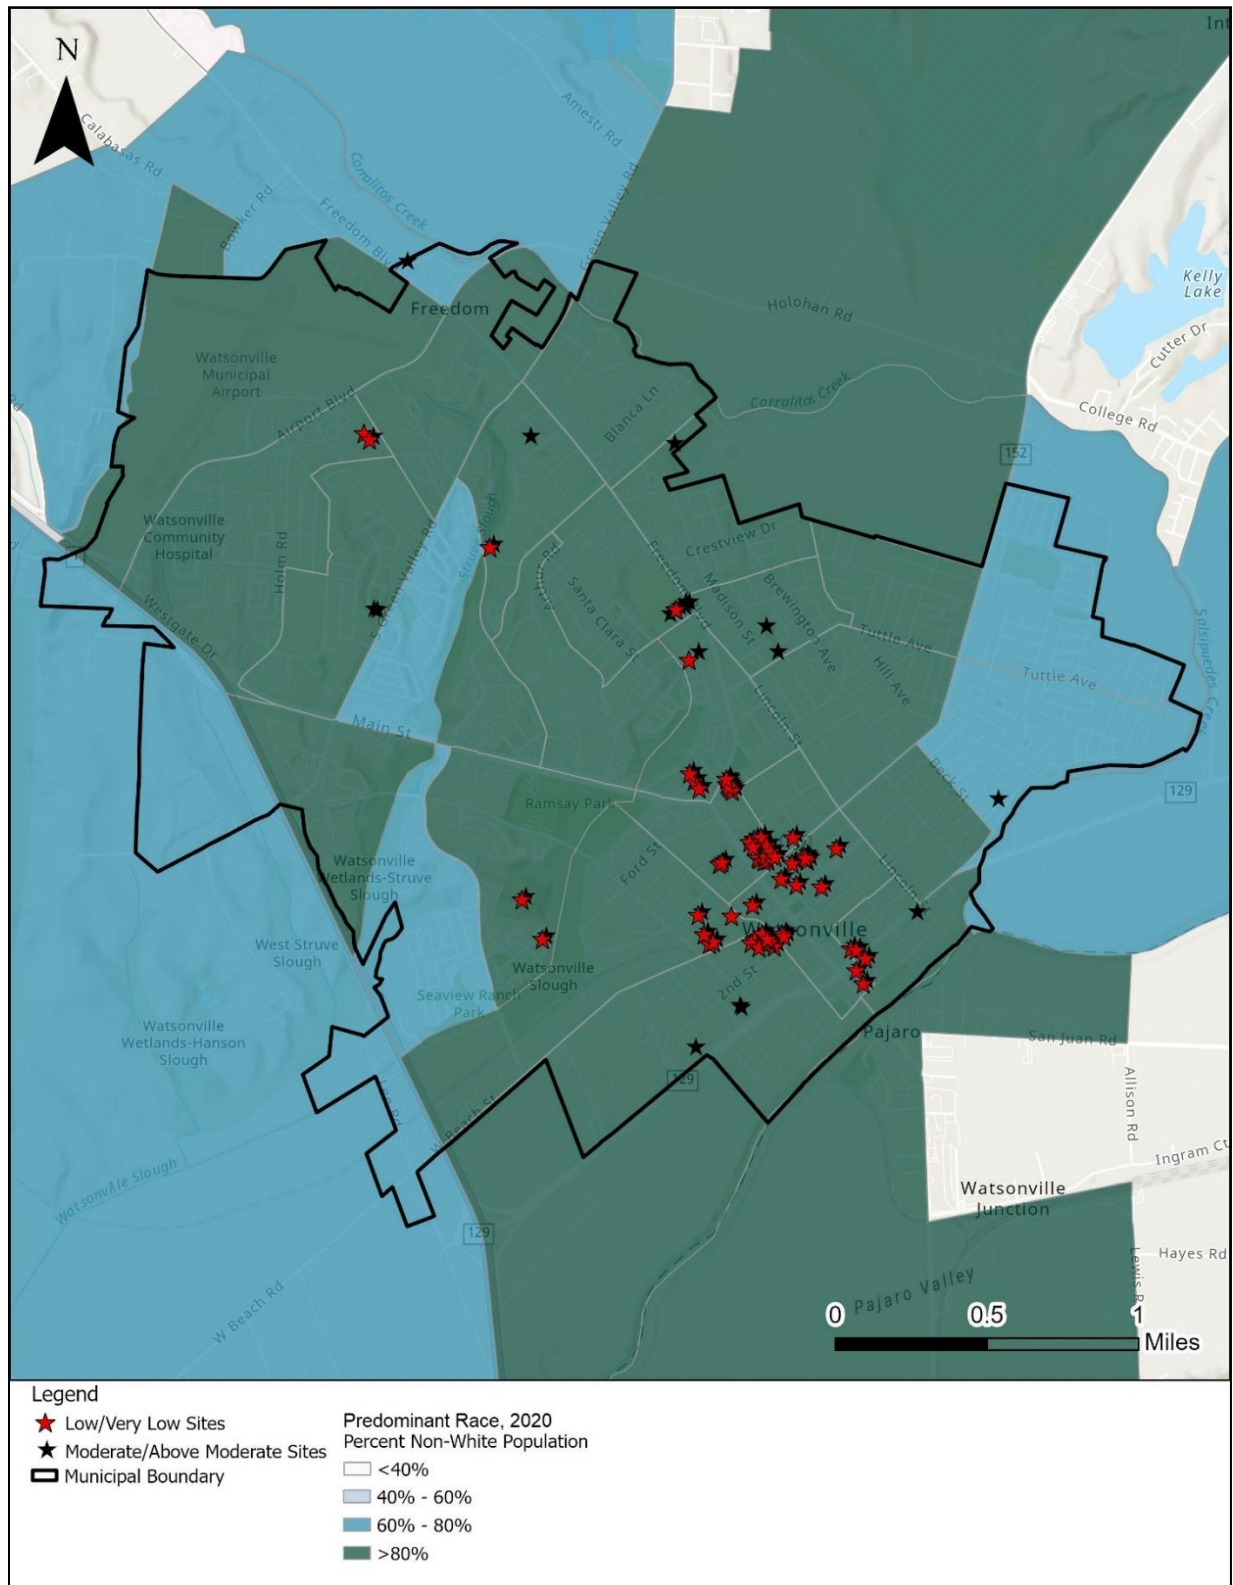 N
Int
Calabasas Rd
Amesti Rd
Corralitos Creek
Bowker Rd
Freedom Blv
Green Valley Rd
Kelly
Lake
Cutter Dr
Holohan Rd
Freedom
Watsonville
Municipal
Airport
Airport Blvd
Blanca Ln
Corralitos Creek
College Rd
152
Rd
Watsonville
Community
Hospital
Holm Rd
S Green Valley Rd
Struve Slough
Crestview Dr
Freedom Blvd
Madison St
Brewington Ave
Santa Clara St
Tuttle Ave
Hill Ave
Tuttle Ave
Salsipuedes Creek
1
Westgate Dr
Main St
Lincoln St
Beck St
129
Ramsay Park
Ford St
Lincoln S
Watsonville
Wetlands-Struve
Slough
West Struve
Slough
Watsonville
Watsonville
Slough
2nd St
Seaview Ranch
Park
Watsonville
Wetlands-Hanson
Slough
Pajaro
San Juan Rd
Allison Rd
129
Lee Rd
W Beach St
Ingram Ct
Watsonville Slough
Watsonville
Junction
129
Hayes Rd
Lewis R
W Beach Rd
Pajaro Valley
0 0.5 1
Miles
Legend
Low/Very Low Sites
Moderate/Above Moderate Sites
Municipal Boundary
Predominant Race, 2020
Percent Non-White Population
<40%
40% - 60%
60% - 80%
>80%